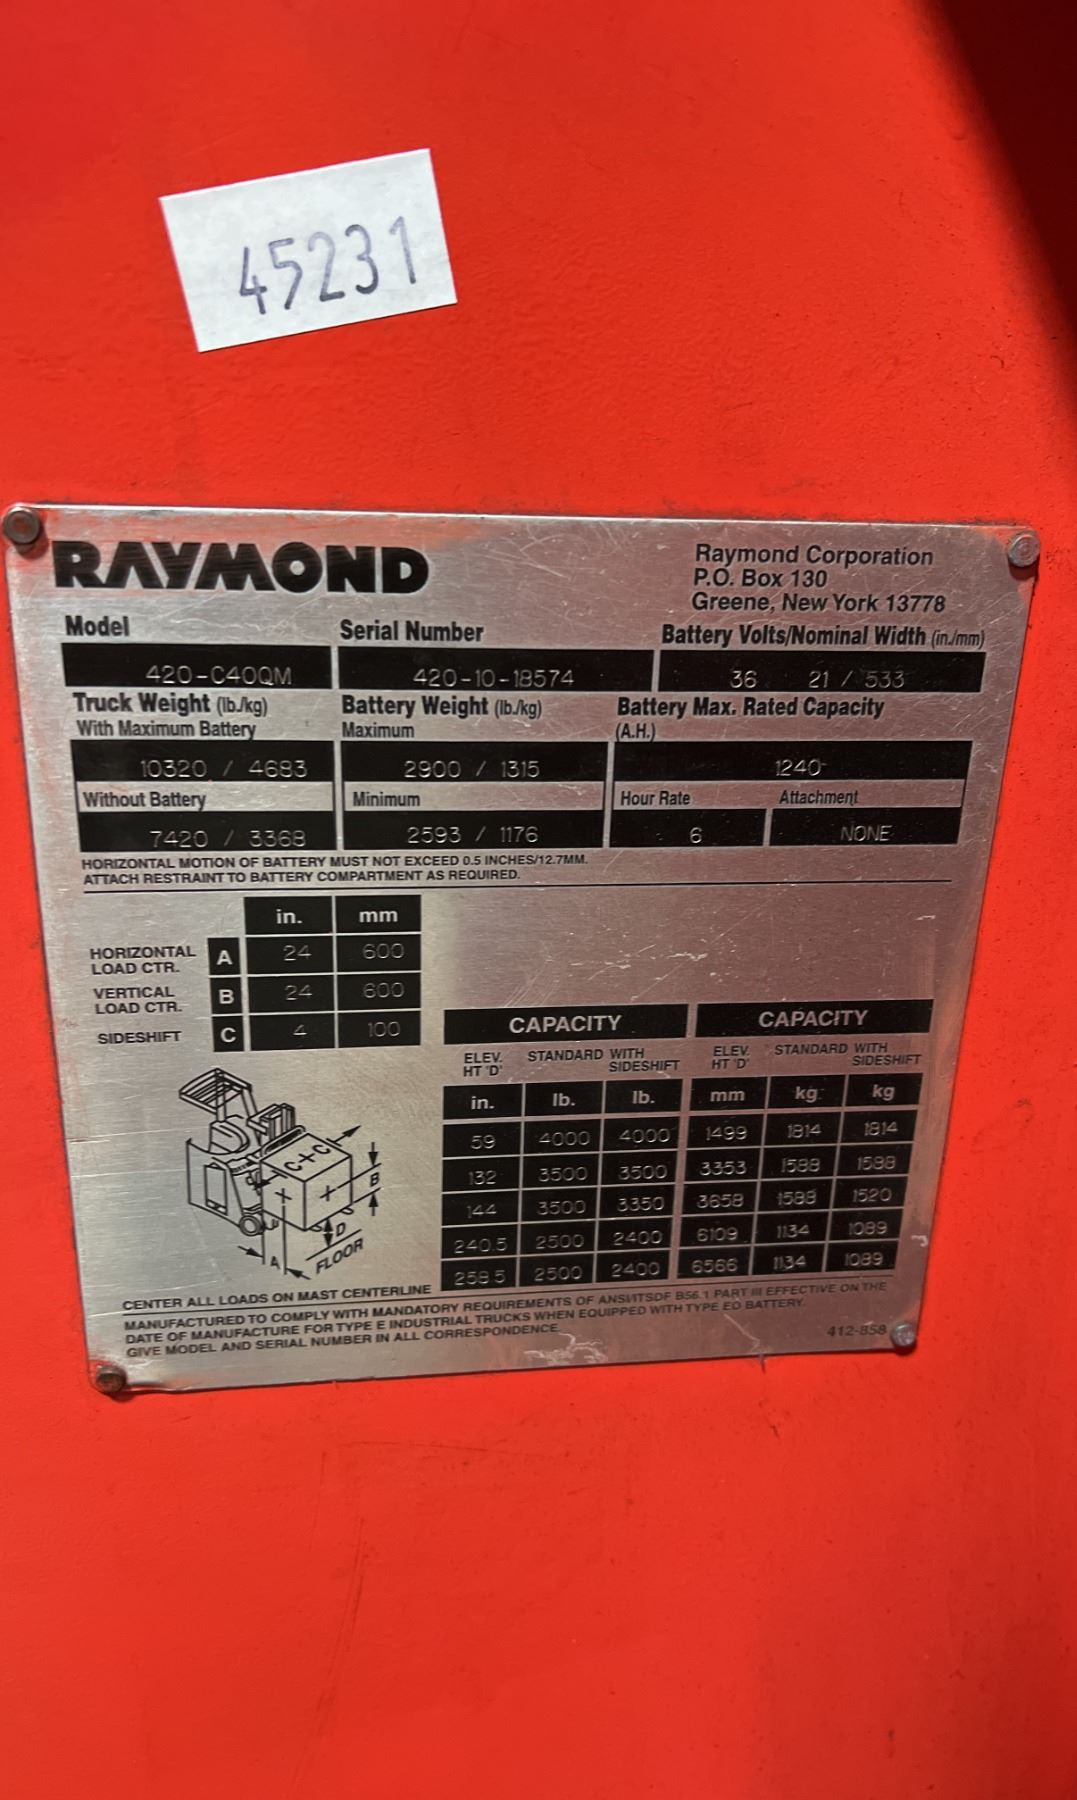 45231
RAYMOND
Raymond Corporation
P.O. Box 130
Greene, New York 13778
Model Serial Number Battery Volts/Nominal Width (in./mm)
420-C40QM 420-10-18574 36 21 / 533
Truck Weight (lb./kg) Battery Weight (lb./kg) Battery Max. Rated Capacity
With Maximum Battery Maximum (A.H.)
10320 / 4683 2900 / 1315 1240
Without Battery Minimum Hour Rate Attachment
7420 / 3368 2593 / 1176 6 NONE
HORIZONTAL MOTION OF BATTERY MUST NOT EXCEED 0.5 INCHES/12.7MM.
ATTACH RESTRAINT TO BATTERY COMPARTMENT AS REQUIRED.
in. mm
HORIZONTAL
LOAD CTR. A 24 600
VERTICAL
LOAD CTR. B 24 600
SIDESHIFT C 4 100
CAPACITY CAPACITY
ELEV. STANDARD WITH ELEV. STANDARD WITH
HT 'D' SIDESHIFT HT 'D' SIDESHIFT
in. lb. lb. mm kg. kg
59 4000 4000 1499 1814 1814
132 3500 3500 3353 1588 1588
144 3500 3350 3658 1588 1520
240.5 2500 2400 6109 1134 1089
258.5 2500 2400 6566 1134 1089
C+C
B
D
A
FLOOR
CENTER ALL LOADS ON MAST CENTERLINE
MANUFACTURED TO COMPLY WITH MANDATORY REQUIREMENTS OF ANSI/ITSDF B56.1 PART III EFFECTIVE ON THE
DATE OF MANUFACTURE FOR TYPE E INDUSTRIAL TRUCKS WHEN EQUIPPED WITH TYPE EO BATTERY.
GIVE MODEL AND SERIAL NUMBER IN ALL CORRESPONDENCE.
412-858